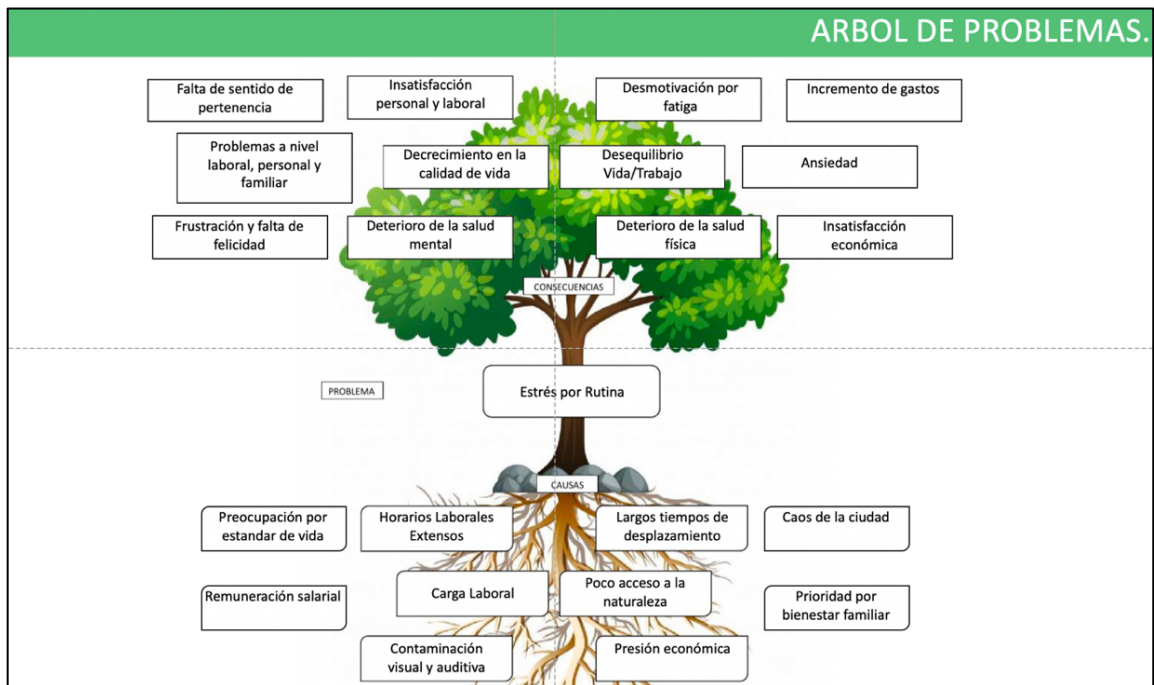 ARBOL DE PROBLEMAS.
Falta de sentido de
pertenencia
Insatisfacción
personal y laboral
Desmotivación por
fatiga
Incremento de gastos
Problemas a nivel
laboral, personal y
familiar
Decrecimiento en la
calidad de vida
Desequilibrio
Vida/Trabajo
Ansiedad
Frustración y falta de
felicidad
Deterioro de la salud
mental
Deterioro de la salud
física
Insatisfacción
económica
CONSECUENCIAS
PROBLEMA
Estrés por Rutina
CAUSAS
Preocupación por
estandar de vida
Horarios Laborales
Extensos
Largos tiempos de
desplazamiento
Caos de la ciudad
Remuneración salarial
Carga Laboral
Poco acceso a la
naturaleza
Prioridad por
bienestar familiar
Contaminación
visual y auditiva
Presión económica